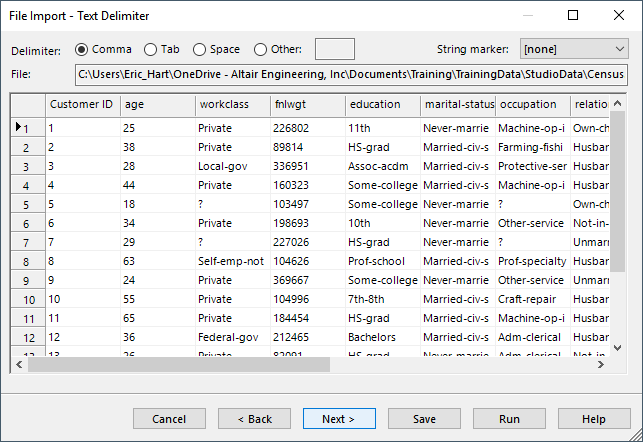 File Import - Text Delimiter
Delimiter: Comma Tab Space Other: String marker: [none]
File: C:\Users\Eric_Hart\OneDrive - Altair Engineering, Inc\Documents\Training\TrainingData\StudioData\Census
Customer ID age workclass fnlwgt education marital-status occupation relation
1 1 25 Private 226802 11th Never-marrie Machine-op-i Own-ch
2 2 38 Private 89814 HS-grad Married-civ-s Farming-fishi Husban
3 3 28 Local-gov 336951 Assoc-acdm Married-civ-s Protective-ser Husban
4 4 44 Private 160323 Some-college Married-civ-s Machine-op-i Husban
5 5 18 ? 103497 Some-college Never-marrie ? Own-ch
6 6 34 Private 198693 10th Never-marrie Other-service Not-in-
7 7 29 ? 227026 HS-grad Never-marrie ? Unmarr
8 8 63 Self-emp-not 104626 Prof-school Married-civ-s Prof-specialty Husban
9 9 24 Private 369667 Some-college Never-marrie Other-service Unmarr
10 10 55 Private 104996 7th-8th Married-civ-s Craft-repair Husban
11 11 65 Private 184454 HS-grad Married-civ-s Machine-op-i Husban
12 12 36 Federal-gov 212465 Bachelors Married-civ-s Adm-clerical Husban
13 13 26 Private 82091 HS-grad Never-marrie Adm-clerical Not-in-
Cancel < Back Next > Save Run Help